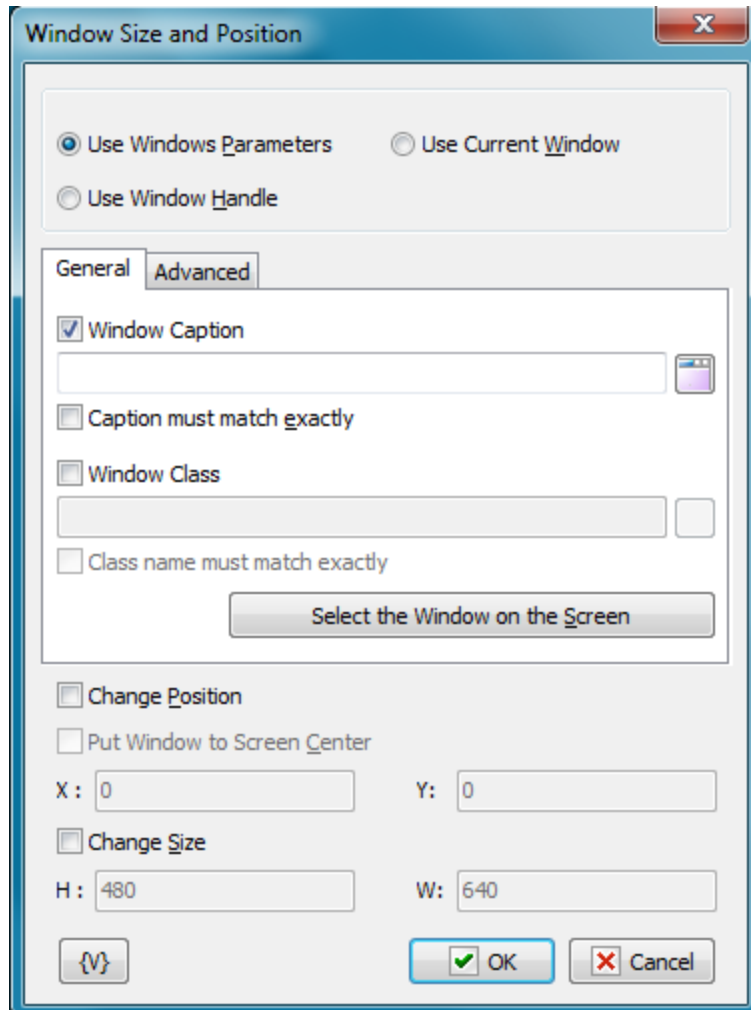 Window Size and Position
Use Windows Parameters Use Current Window
Use Window Handle
General Advanced
Window Caption
Caption must match exactly
Window Class
Class name must match exactly
Select the Window on the Screen
Change Position
Put Window to Screen Center
X : 0 Y: 0
Change Size
H : 480 W: 640
{V} OK Cancel